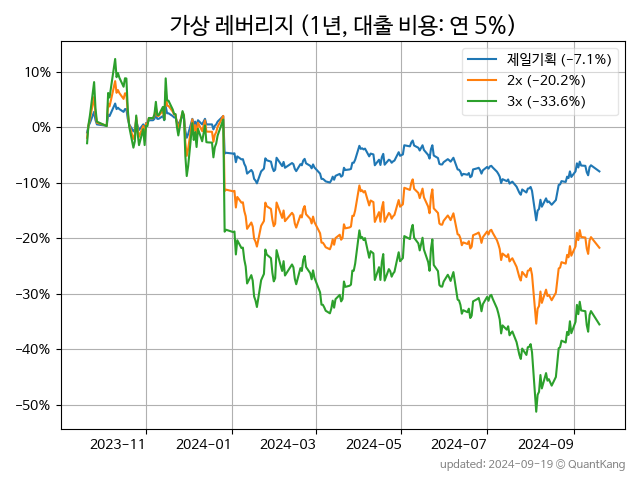 가상 레버리지 (1년, 대출 비용: 연 5%)
제일기획 (−7.1%)
2x (−20.2%)
3x (−33.6%)
10%
0%
−10%
−20%
−30%
−40%
−50%
2023-11
2024-01
2024-03
2024-05
2024-07
2024-09
updated: 2024-09-19 © QuantKang